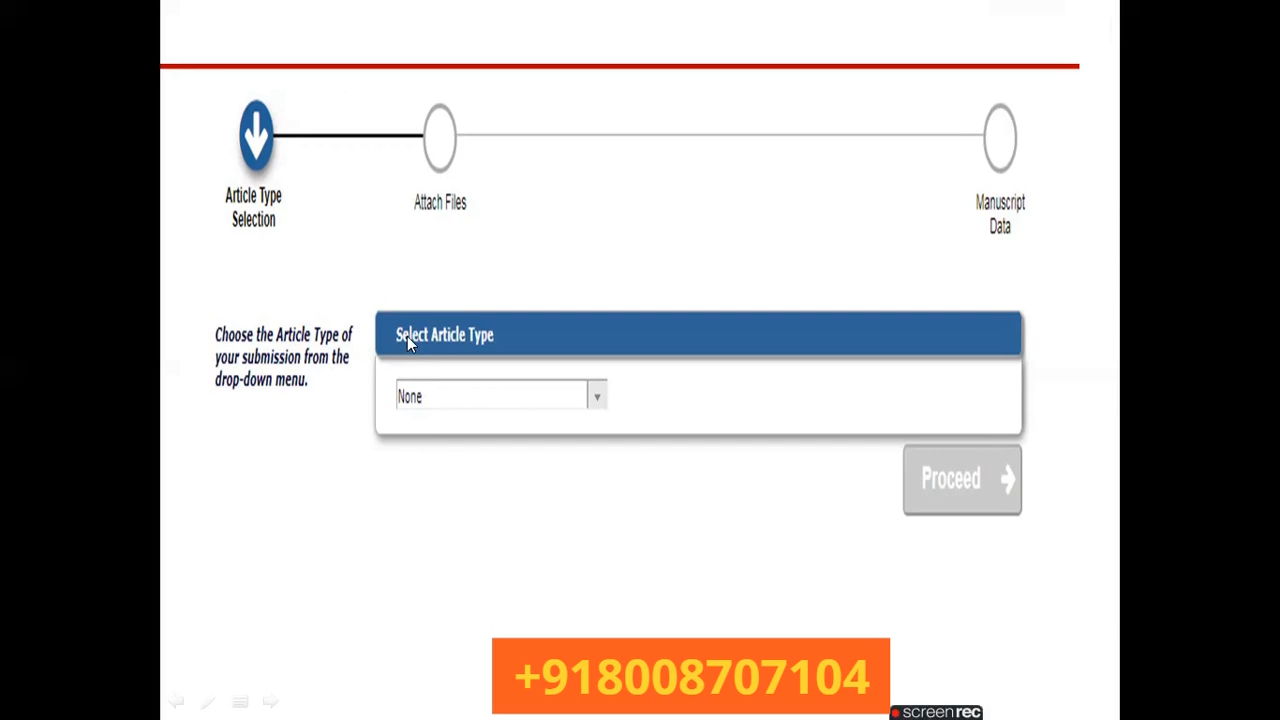 Article Type
Selection
Attach Files
Manuscript
Data
Choose the Article Type of
your submission from the
drop-down menu.
Select Article Type
None
Proceed
+918008707104
screenrec